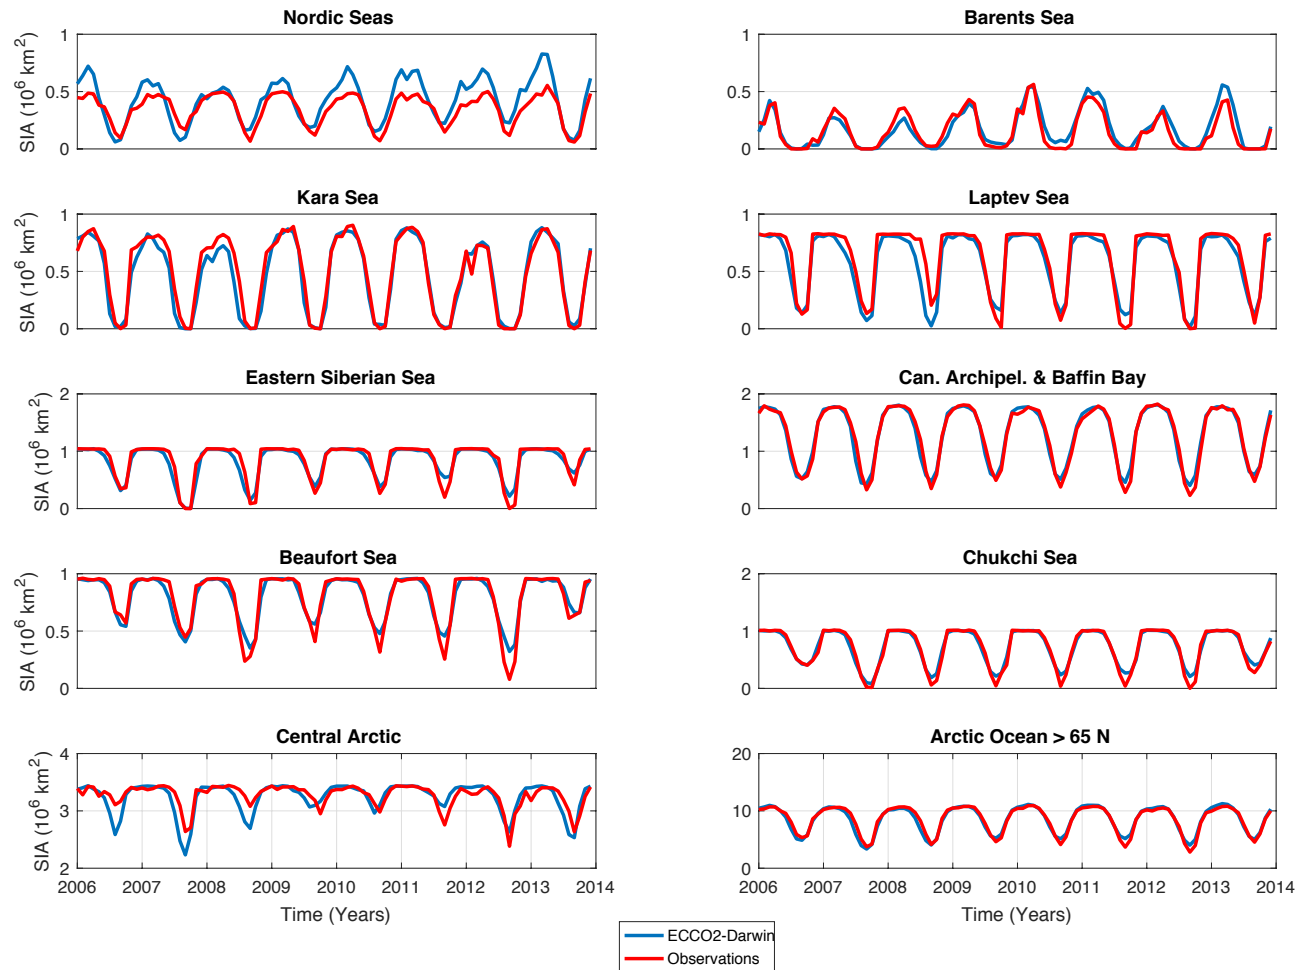 Nordic Seas
SIA (10^6 km^2)
1
0.5
0
Barents Sea
1
0.5
0
Kara Sea
SIA (10^6 km^2)
1
0.5
0
Laptev Sea
1
0.5
0
Eastern Siberian Sea
SIA (10^6 km^2)
2
1
0
Can. Archipel. & Baffin Bay
2
1
0
Beaufort Sea
SIA (10^6 km^2)
1
0.5
0
Chukchi Sea
2
1
0
Central Arctic
SIA (10^6 km^2)
4
3
2
2006 2007 2008 2009 2010 2011 2012 2013 2014
Time (Years)
Arctic Ocean > 65 N
20
10
0
2006 2007 2008 2009 2010 2011 2012 2013 2014
Time (Years)
ECCO2-Darwin
Observations